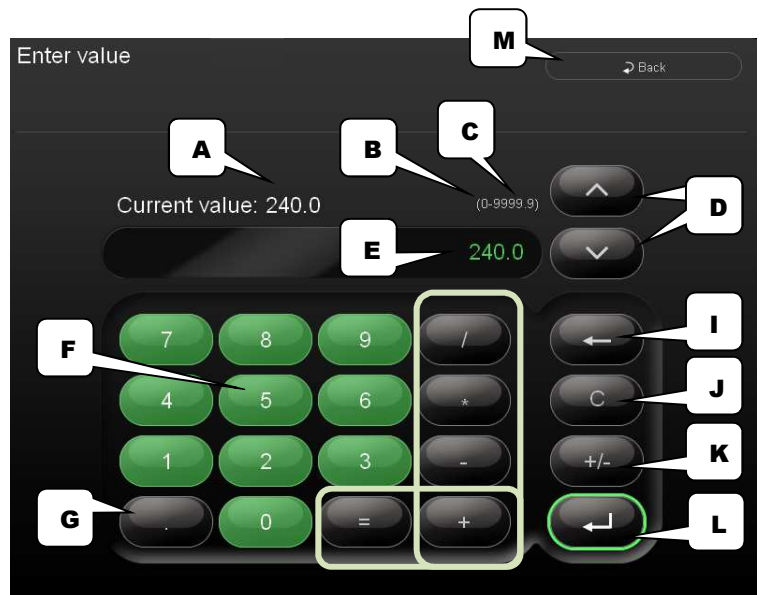 M
Enter value
Back
C
A
B
D
Current value: 240.0
(0-9999.9)
E
240.0
I
7 8 9 /
F
J
4 5 6 * C
K
1 2 3 - +/-
G
. 0 = +
L